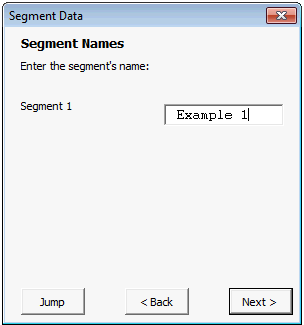 Segment Data
Segment Names
Enter the segment's name:
Segment 1
Example 1
Jump
< Back
Next >